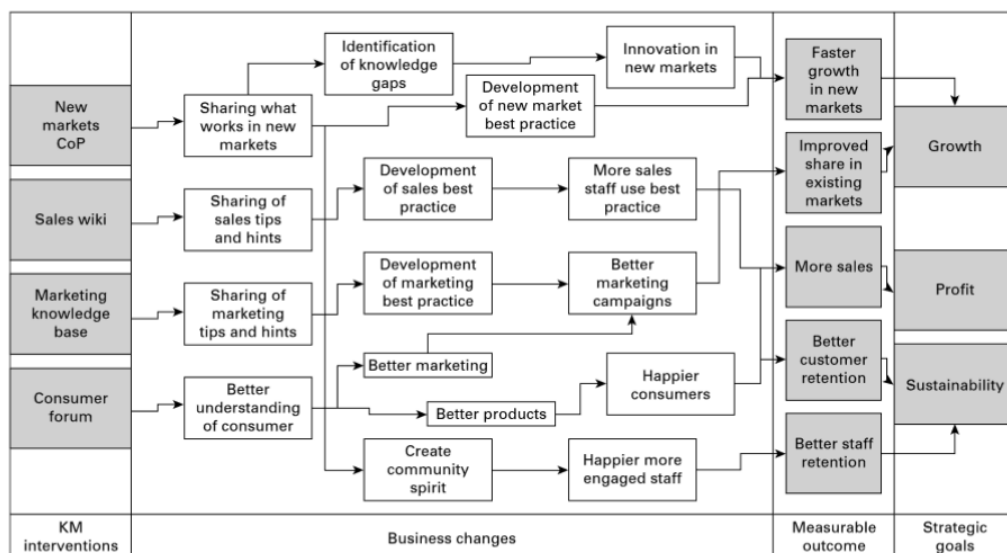 New
markets
CoP
Sales wiki
Marketing
knowledge
base
Consumer
forum
Sharing what
works in new
markets
Sharing of
sales tips
and hints
Sharing of
marketing
tips and hints
Better
understanding
of consumer
Identification
of knowledge
gaps
Innovation in
new markets
Development
of new market
best practice
Development
of sales best
practice
More sales
staff use best
practice
Development
of marketing
best practice
Better
marketing
campaigns
Better marketing
Better products
Happier
consumers
Create
community
spirit
Happier more
engaged staff
Faster
growth
in new
markets
Improved
share in
existing
markets
More sales
Better
customer
retention
Better staff
retention
Growth
Profit
Sustainability
KM
interventions
Business changes
Measurable
outcome
Strategic
goals